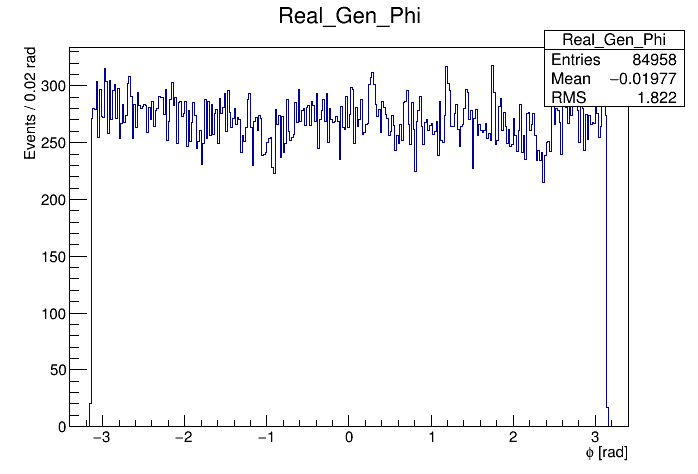 Real_Gen_Phi
Real_Gen_Phi
Entries 84958
Mean −0.01977
RMS 1.822
Events / 0.02 rad
300
250
200
150
100
50
0
−3 −2 −1 0 1 2 3
ϕ [rad]